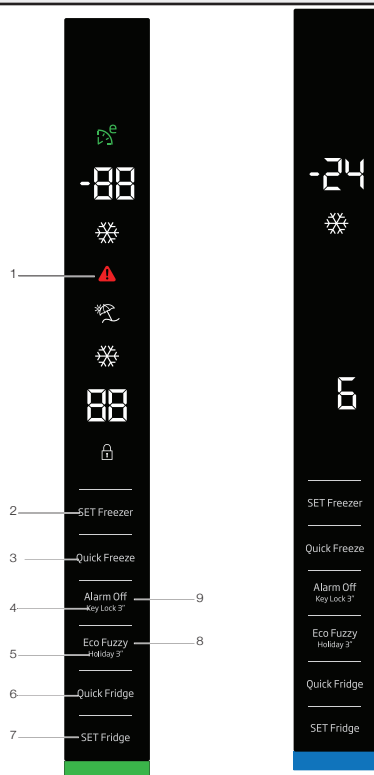 e
-88
1
88
2
SET Freezer
3
Quick Freeze
Alarm Off
9
4
Key Lock 3"
Eco Fuzzy
8
5
Holiday 3"
6
Quick Fridge
7
SET Fridge
-24
6
SET Freezer
Quick Freeze
Alarm Off
Key Lock 3"
Eco Fuzzy
Holiday 3"
Quick Fridge
SET Fridge